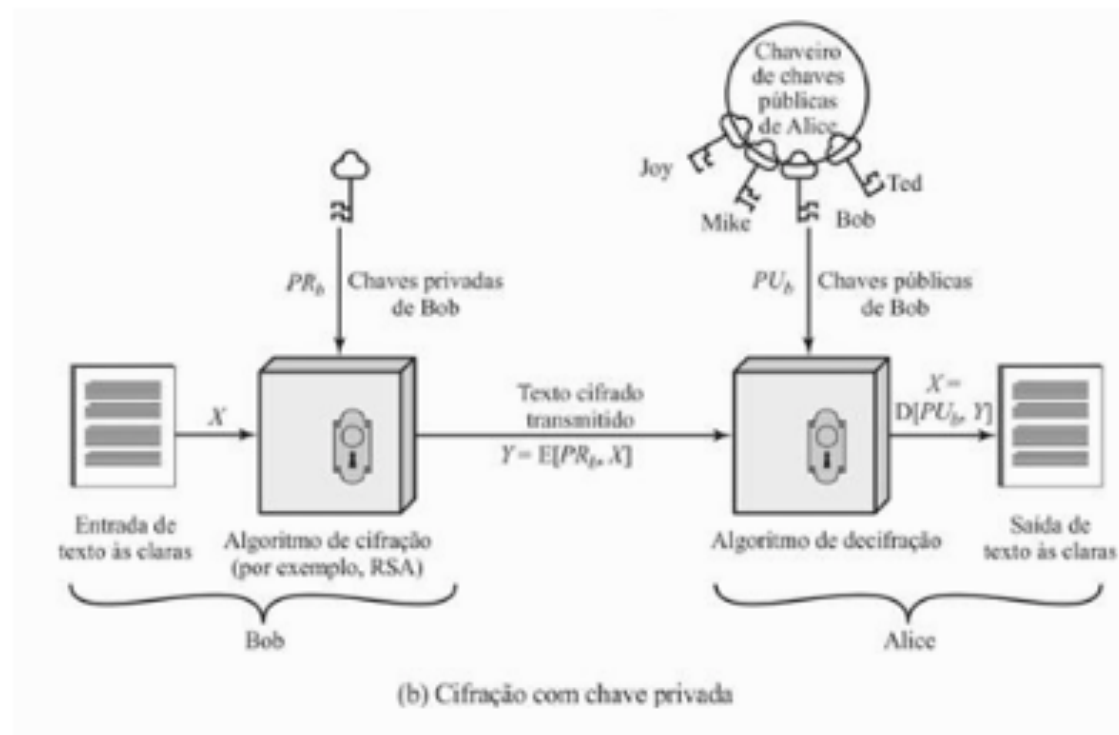 Chaveiro
de chaves
públicas
de Alice
Joy
Mike
Bob
Ted
PR_b
Chaves privadas
de Bob
PU_b
Chaves públicas
de Bob
X
Texto cifrado
transmitido
Y = E[PR_b, X]
X =
D[PU_b, Y]
Entrada de
texto às claras
Algoritmo de cifração
(por exemplo, RSA)
Algoritmo de decifração
Saída de
texto às claras
Bob
Alice
(b) Cifração com chave privada